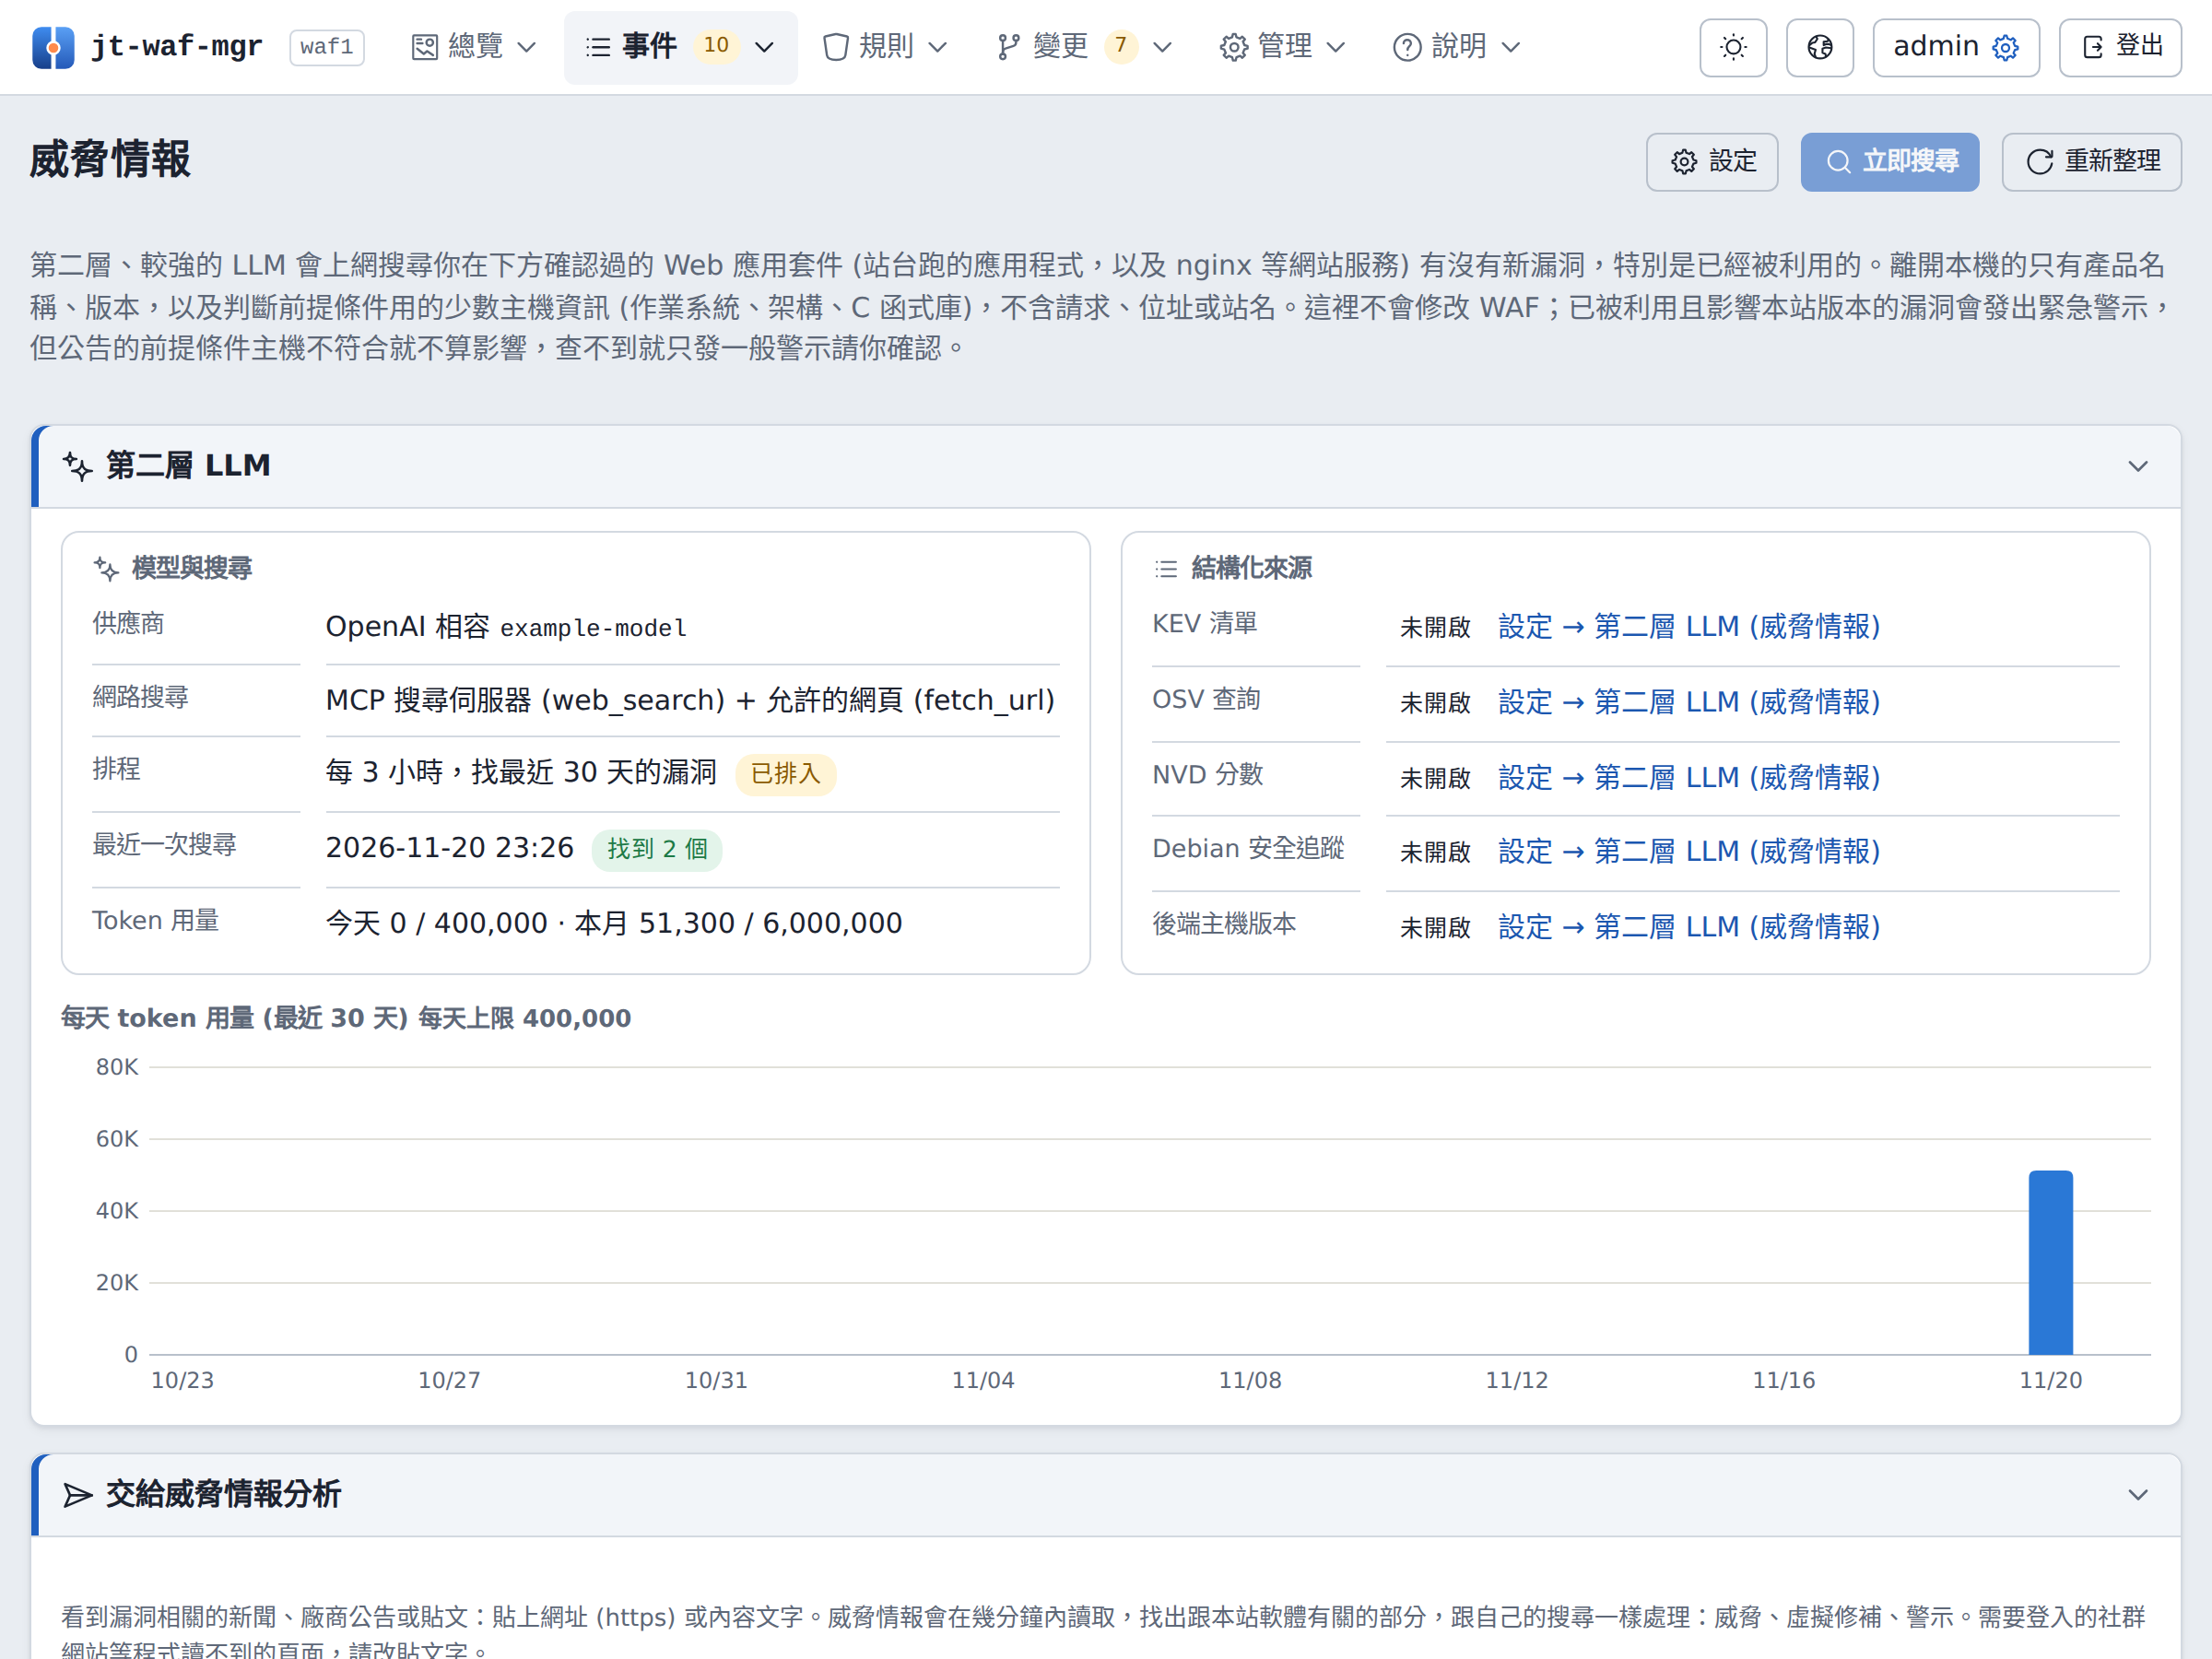 jt-waf-mgr waf1 總覽 事件 10 規則 變更 7 管理 說明 admin 登出
威脅情報 設定 立即搜尋 重新整理
第二層、較強的 LLM 會上網搜尋你在下方確認過的 Web 應用套件 (站台跑的應用程式，以及 nginx 等網站服務) 有沒有新漏洞，特別是已經被利用的。離開本機的只有產品名
稱、版本，以及判斷前提條件用的少數主機資訊 (作業系統、架構、C 函式庫)，不含請求、位址或站名。這裡不會修改 WAF；已被利用且影響本站版本的漏洞會發出緊急警示，
但公告的前提條件主機不符合就不算影響，查不到就只發一般警示請你確認。
第二層 LLM
模型與搜尋
供應商 OpenAI 相容 example-model
網路搜尋 MCP 搜尋伺服器 (web_search) + 允許的網頁 (fetch_url)
排程 每 3 小時，找最近 30 天的漏洞 已排入
最近一次搜尋 2026-11-20 23:26 找到 2 個
Token 用量 今天 0 / 400,000 · 本月 51,300 / 6,000,000
結構化來源
KEV 清單 未開啟 設定 → 第二層 LLM (威脅情報)
OSV 查詢 未開啟 設定 → 第二層 LLM (威脅情報)
NVD 分數 未開啟 設定 → 第二層 LLM (威脅情報)
Debian 安全追蹤 未開啟 設定 → 第二層 LLM (威脅情報)
後端主機版本 未開啟 設定 → 第二層 LLM (威脅情報)
每天 token 用量 (最近 30 天) 每天上限 400,000
80K
60K
40K
20K
0
10/23 10/27 10/31 11/04 11/08 11/12 11/16 11/20
交給威脅情報分析
看到漏洞相關的新聞、廠商公告或貼文：貼上網址 (https) 或內容文字。威脅情報會在幾分鐘內讀取，找出跟本站軟體有關的部分，跟自己的搜尋一樣處理：威脅、虛擬修補、警示。需要登入的社群
網站等程式讀不到的頁面，請改貼文字。